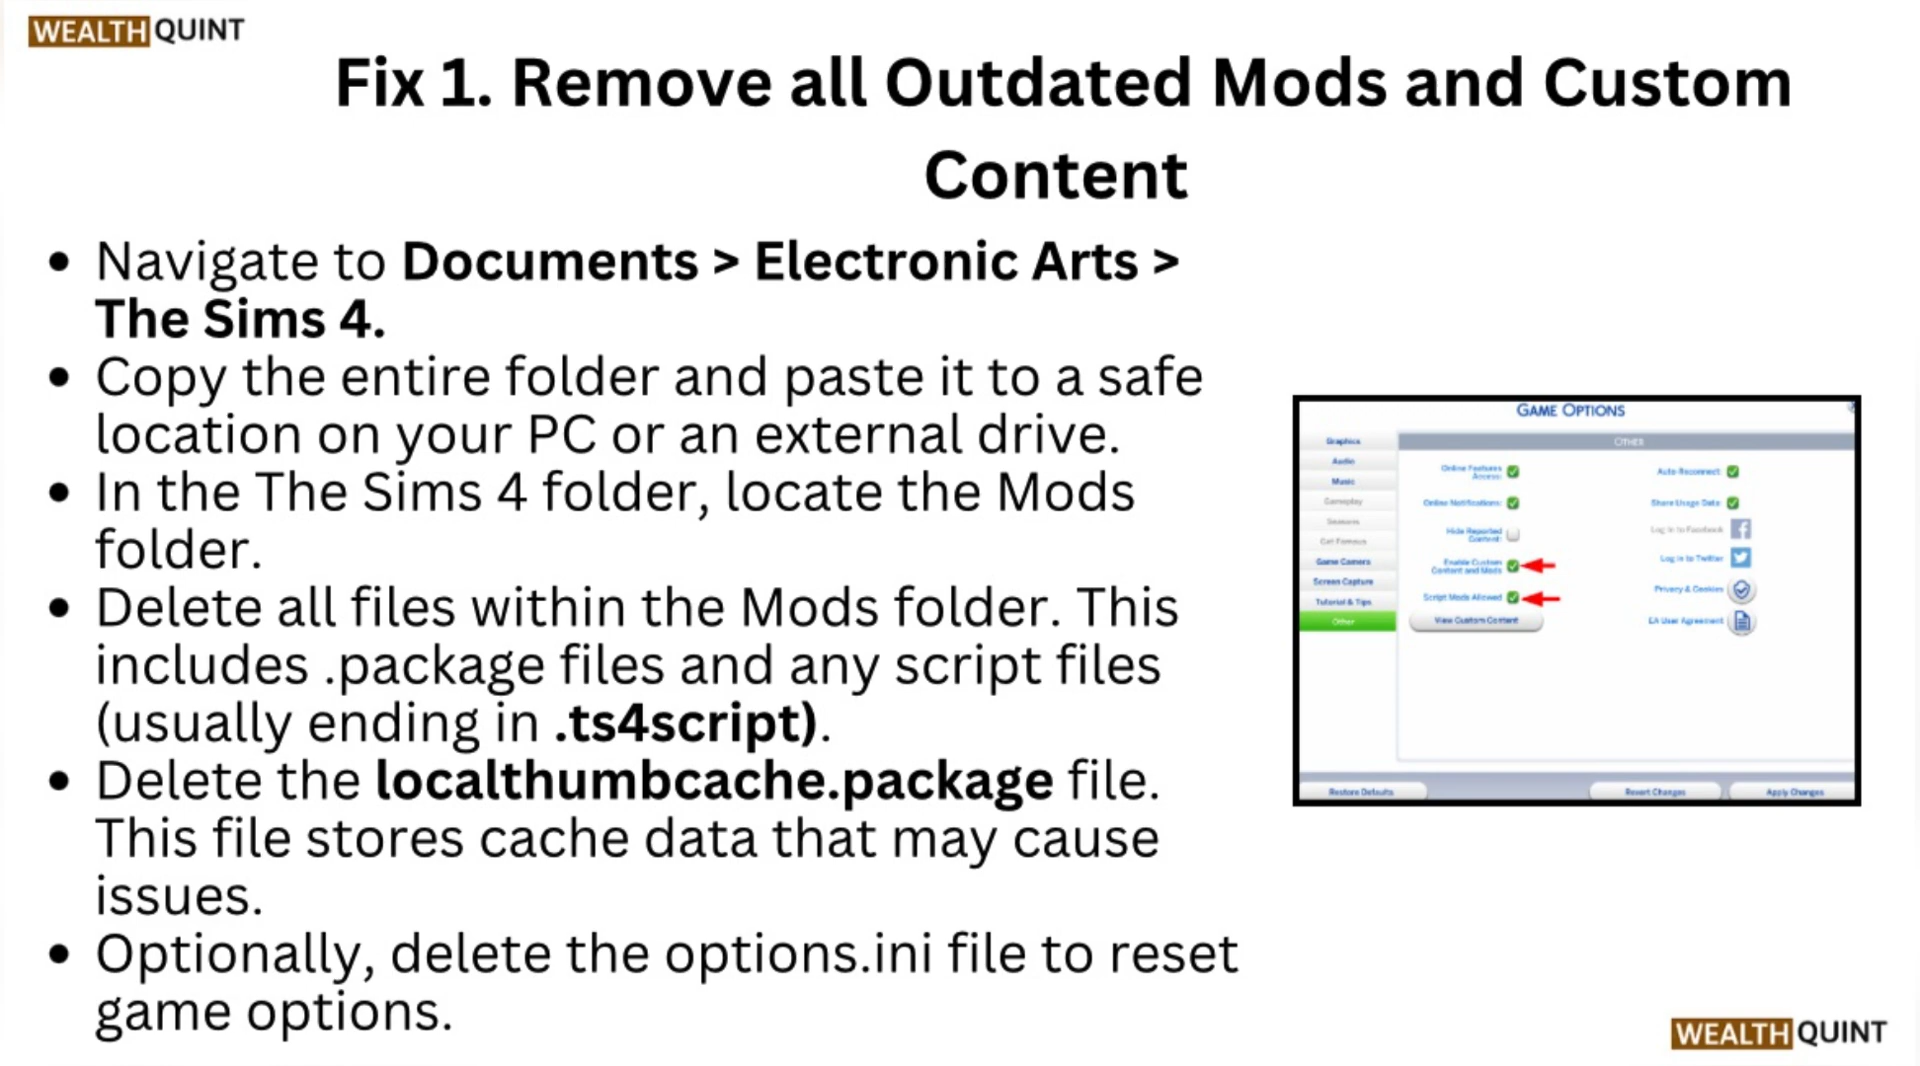 WEALTH QUINT
Fix 1. Remove all Outdated Mods and Custom
Content
• Navigate to Documents > Electronic Arts >
The Sims 4.
• Copy the entire folder and paste it to a safe
location on your PC or an external drive.
• In the The Sims 4 folder, locate the Mods
folder.
• Delete all files within the Mods folder. This
includes .package files and any script files
(usually ending in .ts4script).
• Delete the localthumbcache.package file.
This file stores cache data that may cause
issues.
• Optionally, delete the options.ini file to reset
game options.
GAME OPTIONS
Graphics
Audio
Music
Gameplay
Seasons
Get Famous
Game Camera
Screen Capture
Tutorial & Tips
Other
Other
Online Features
Access:
Online Notifications:
Hide Reported
Content:
Enable Custom
Content and Mods
Script Mods Allowed
View Custom Content
Auto-Reconnect:
Share Usage Data:
Log in to Facebook
Log in to Twitter
Privacy & Cookies
EA User Agreement
Restore Defaults
Revert Changes
Apply Changes
WEALTH QUINT